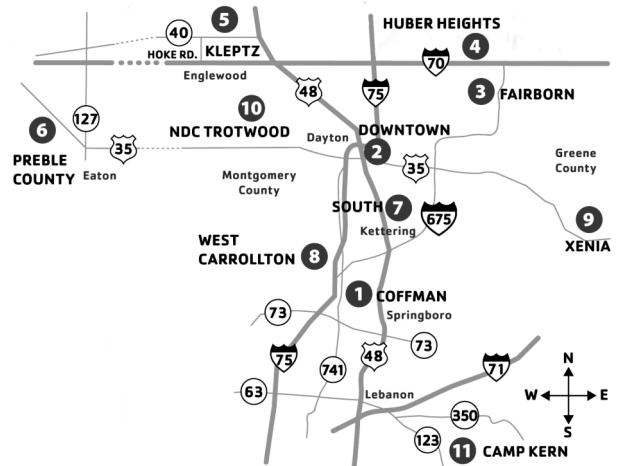 5
HUBER HEIGHTS
40
4
HOKE RD.
KLEPTZ
70
Englewood
48
75
3
FAIRBORN
10
6
127
NDC TROTWOOD
Dayton
DOWNTOWN
35
2
35
PREBLE
COUNTY
Eaton
Montgomery
County
Greene
County
SOUTH
7
675
9
Kettering
WEST
CARROLLTON
8
XENIA
1
COFFMAN
73
Springboro
73
75
48
741
71
N
W
E
S
63
Lebanon
350
123
11
CAMP KERN